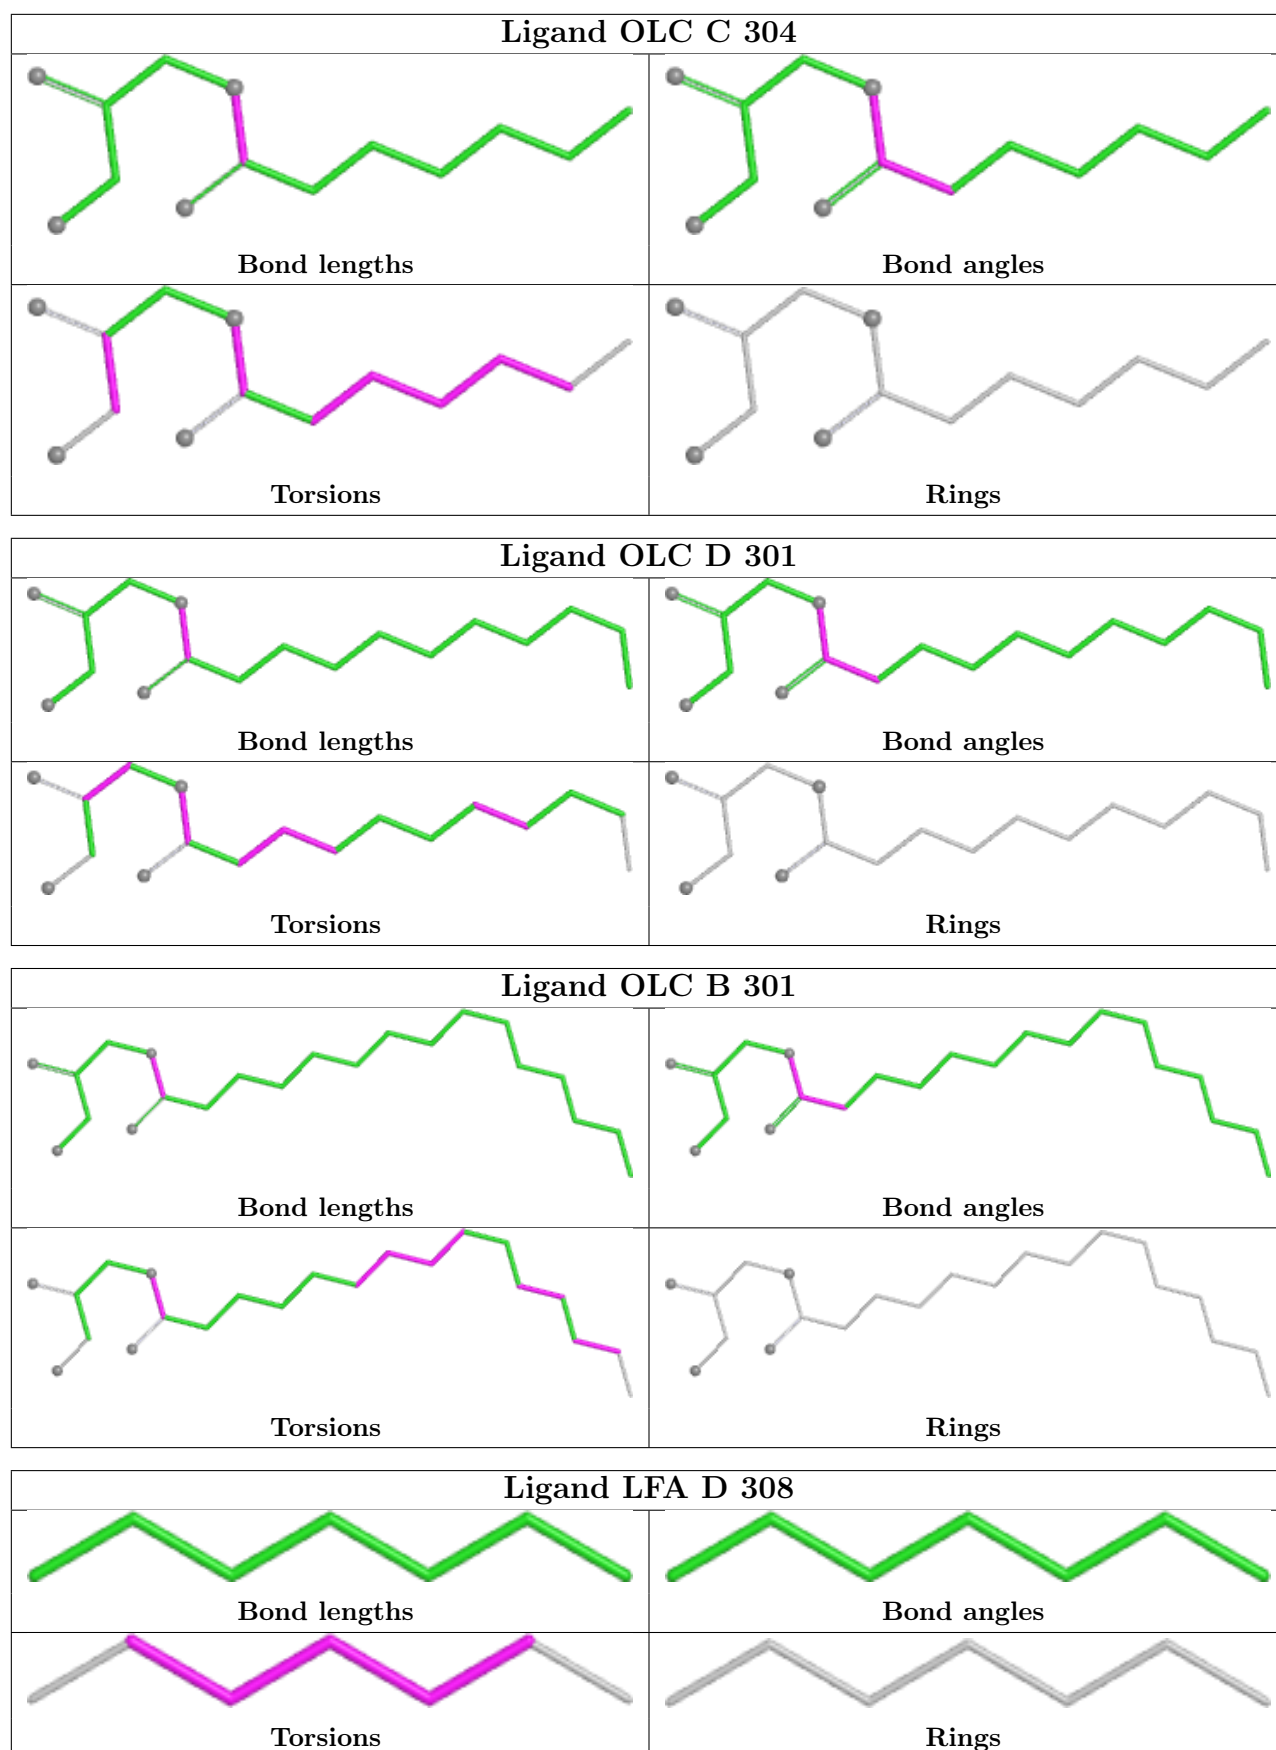 Ligand OLC C 304
Bond lengths Bond angles
Torsions Rings
Ligand OLC D 301
Bond lengths Bond angles
Torsions Rings
Ligand OLC B 301
Bond lengths Bond angles
Torsions Rings
Ligand LFA D 308
Bond lengths Bond angles
Torsions Rings